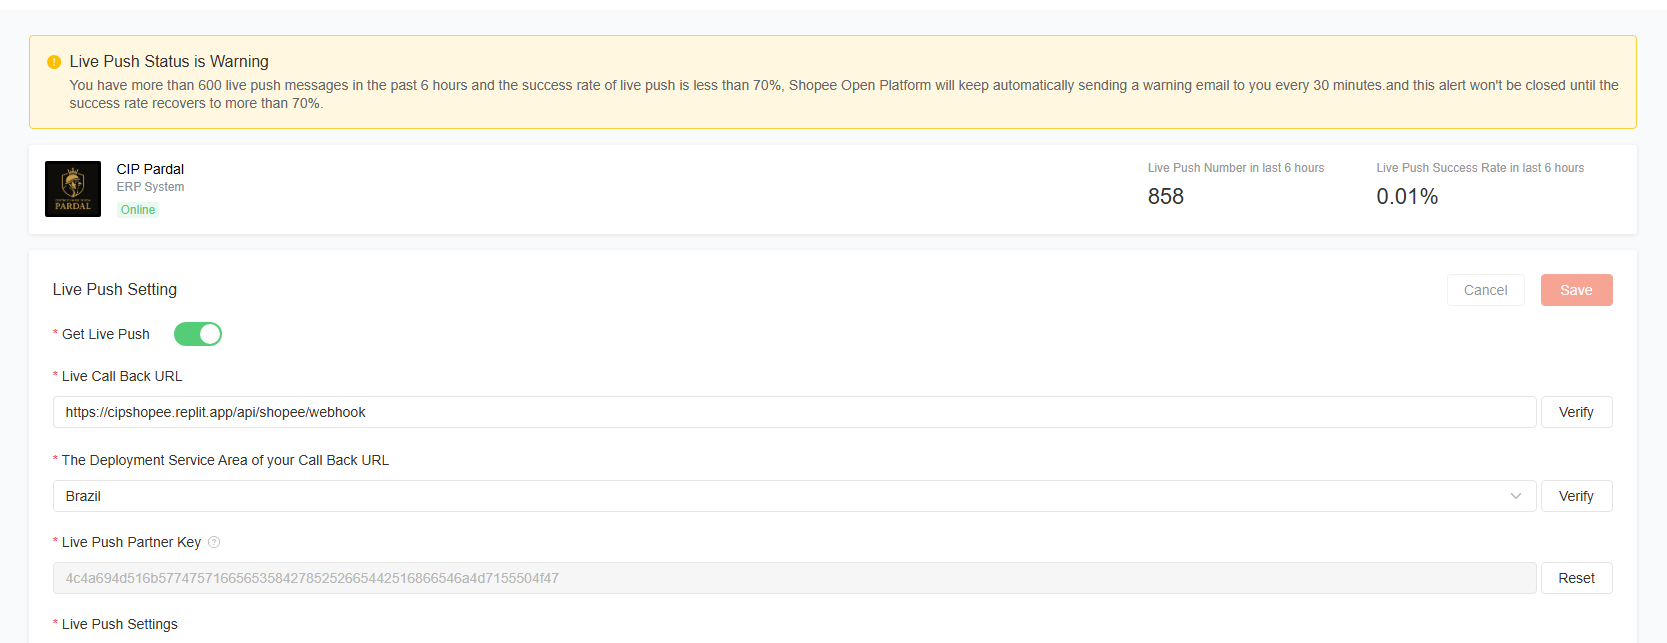 Live Push Status is Warning
You have more than 600 live push messages in the past 6 hours and the success rate of live push is less than 70%, Shopee Open Platform will keep automatically sending a warning email to you every 30 minutes.and this alert won't be closed until the
success rate recovers to more than 70%.
PARDAL
CIP Pardal
ERP System
Online
Live Push Number in last 6 hours
858
Live Push Success Rate in last 6 hours
0.01%
Live Push Setting
Cancel
Save
* Get Live Push
* Live Call Back URL
https://cipshopee.replit.app/api/shopee/webhook
Verify
* The Deployment Service Area of your Call Back URL
Brazil
Verify
* Live Push Partner Key
4c4a694d516b57747571665653584278525266544251686654​6a4d7155504f47
Reset
* Live Push Settings